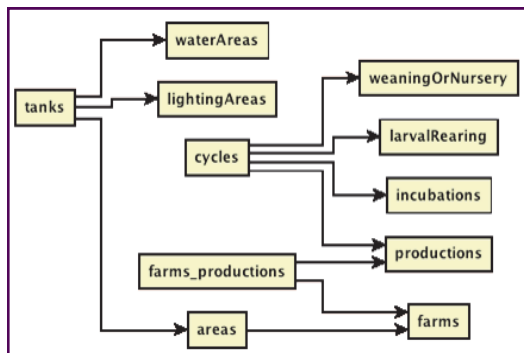 waterAreas
weaningOrNursery
tanks
lightingAreas
larvalRearing
cycles
incubations
productions
farms_productions
areas
farms